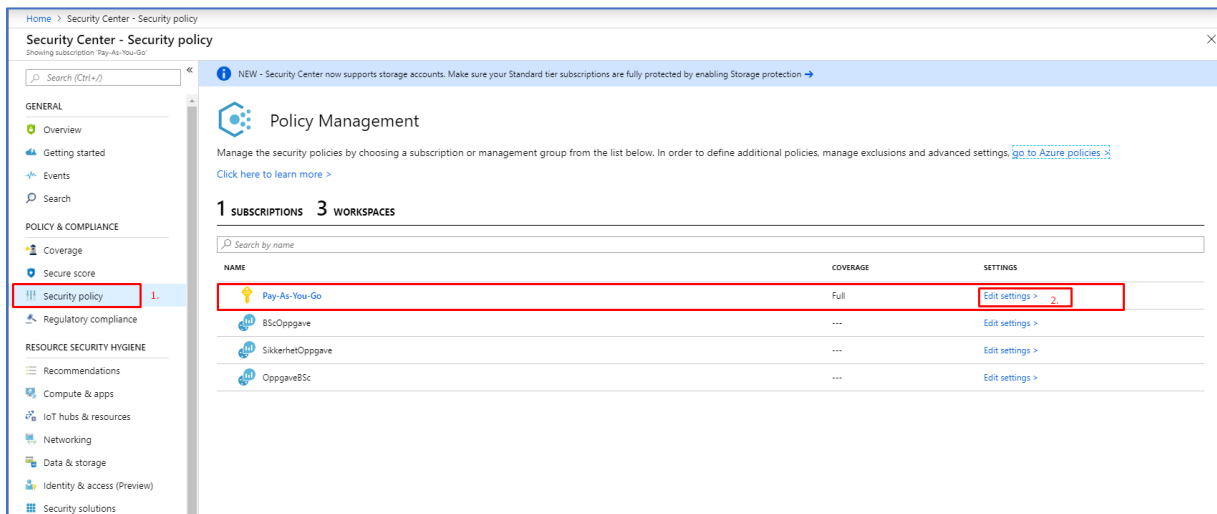 Home > Security Center - Security policy
Security Center - Security policy
Showing subscription 'Pay-As-You-Go'
Search (Ctrl+/)
«
NEW - Security Center now supports storage accounts. Make sure your Standard tier subscriptions are fully protected by enabling Storage protection →
GENERAL
Overview
Getting started
Events
Search
POLICY & COMPLIANCE
Coverage
Secure score
Security policy 1.
Regulatory compliance
RESOURCE SECURITY HYGIENE
Recommendations
Compute & apps
IoT hubs & resources
Networking
Data & storage
Identity & access (Preview)
Security solutions
Policy Management
Manage the security policies by choosing a subscription or management group from the list below. In order to define additional policies, manage exclusions and advanced settings, go to Azure policies >
Click here to learn more >
1 SUBSCRIPTIONS 3 WORKSPACES
Search by name
NAME COVERAGE SETTINGS
Pay-As-You-Go Full Edit settings > 2.
BScOppgave --- Edit settings >
SikkerhetOppgave --- Edit settings >
OppgaveBSc --- Edit settings >